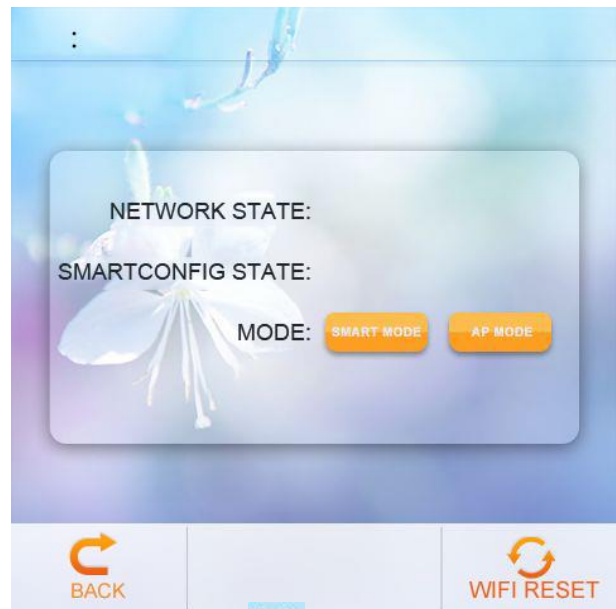 :
NETWORK STATE:
SMARTCONFIG STATE:
MODE: SMART MODE AP MODE
BACK WIFI RESET